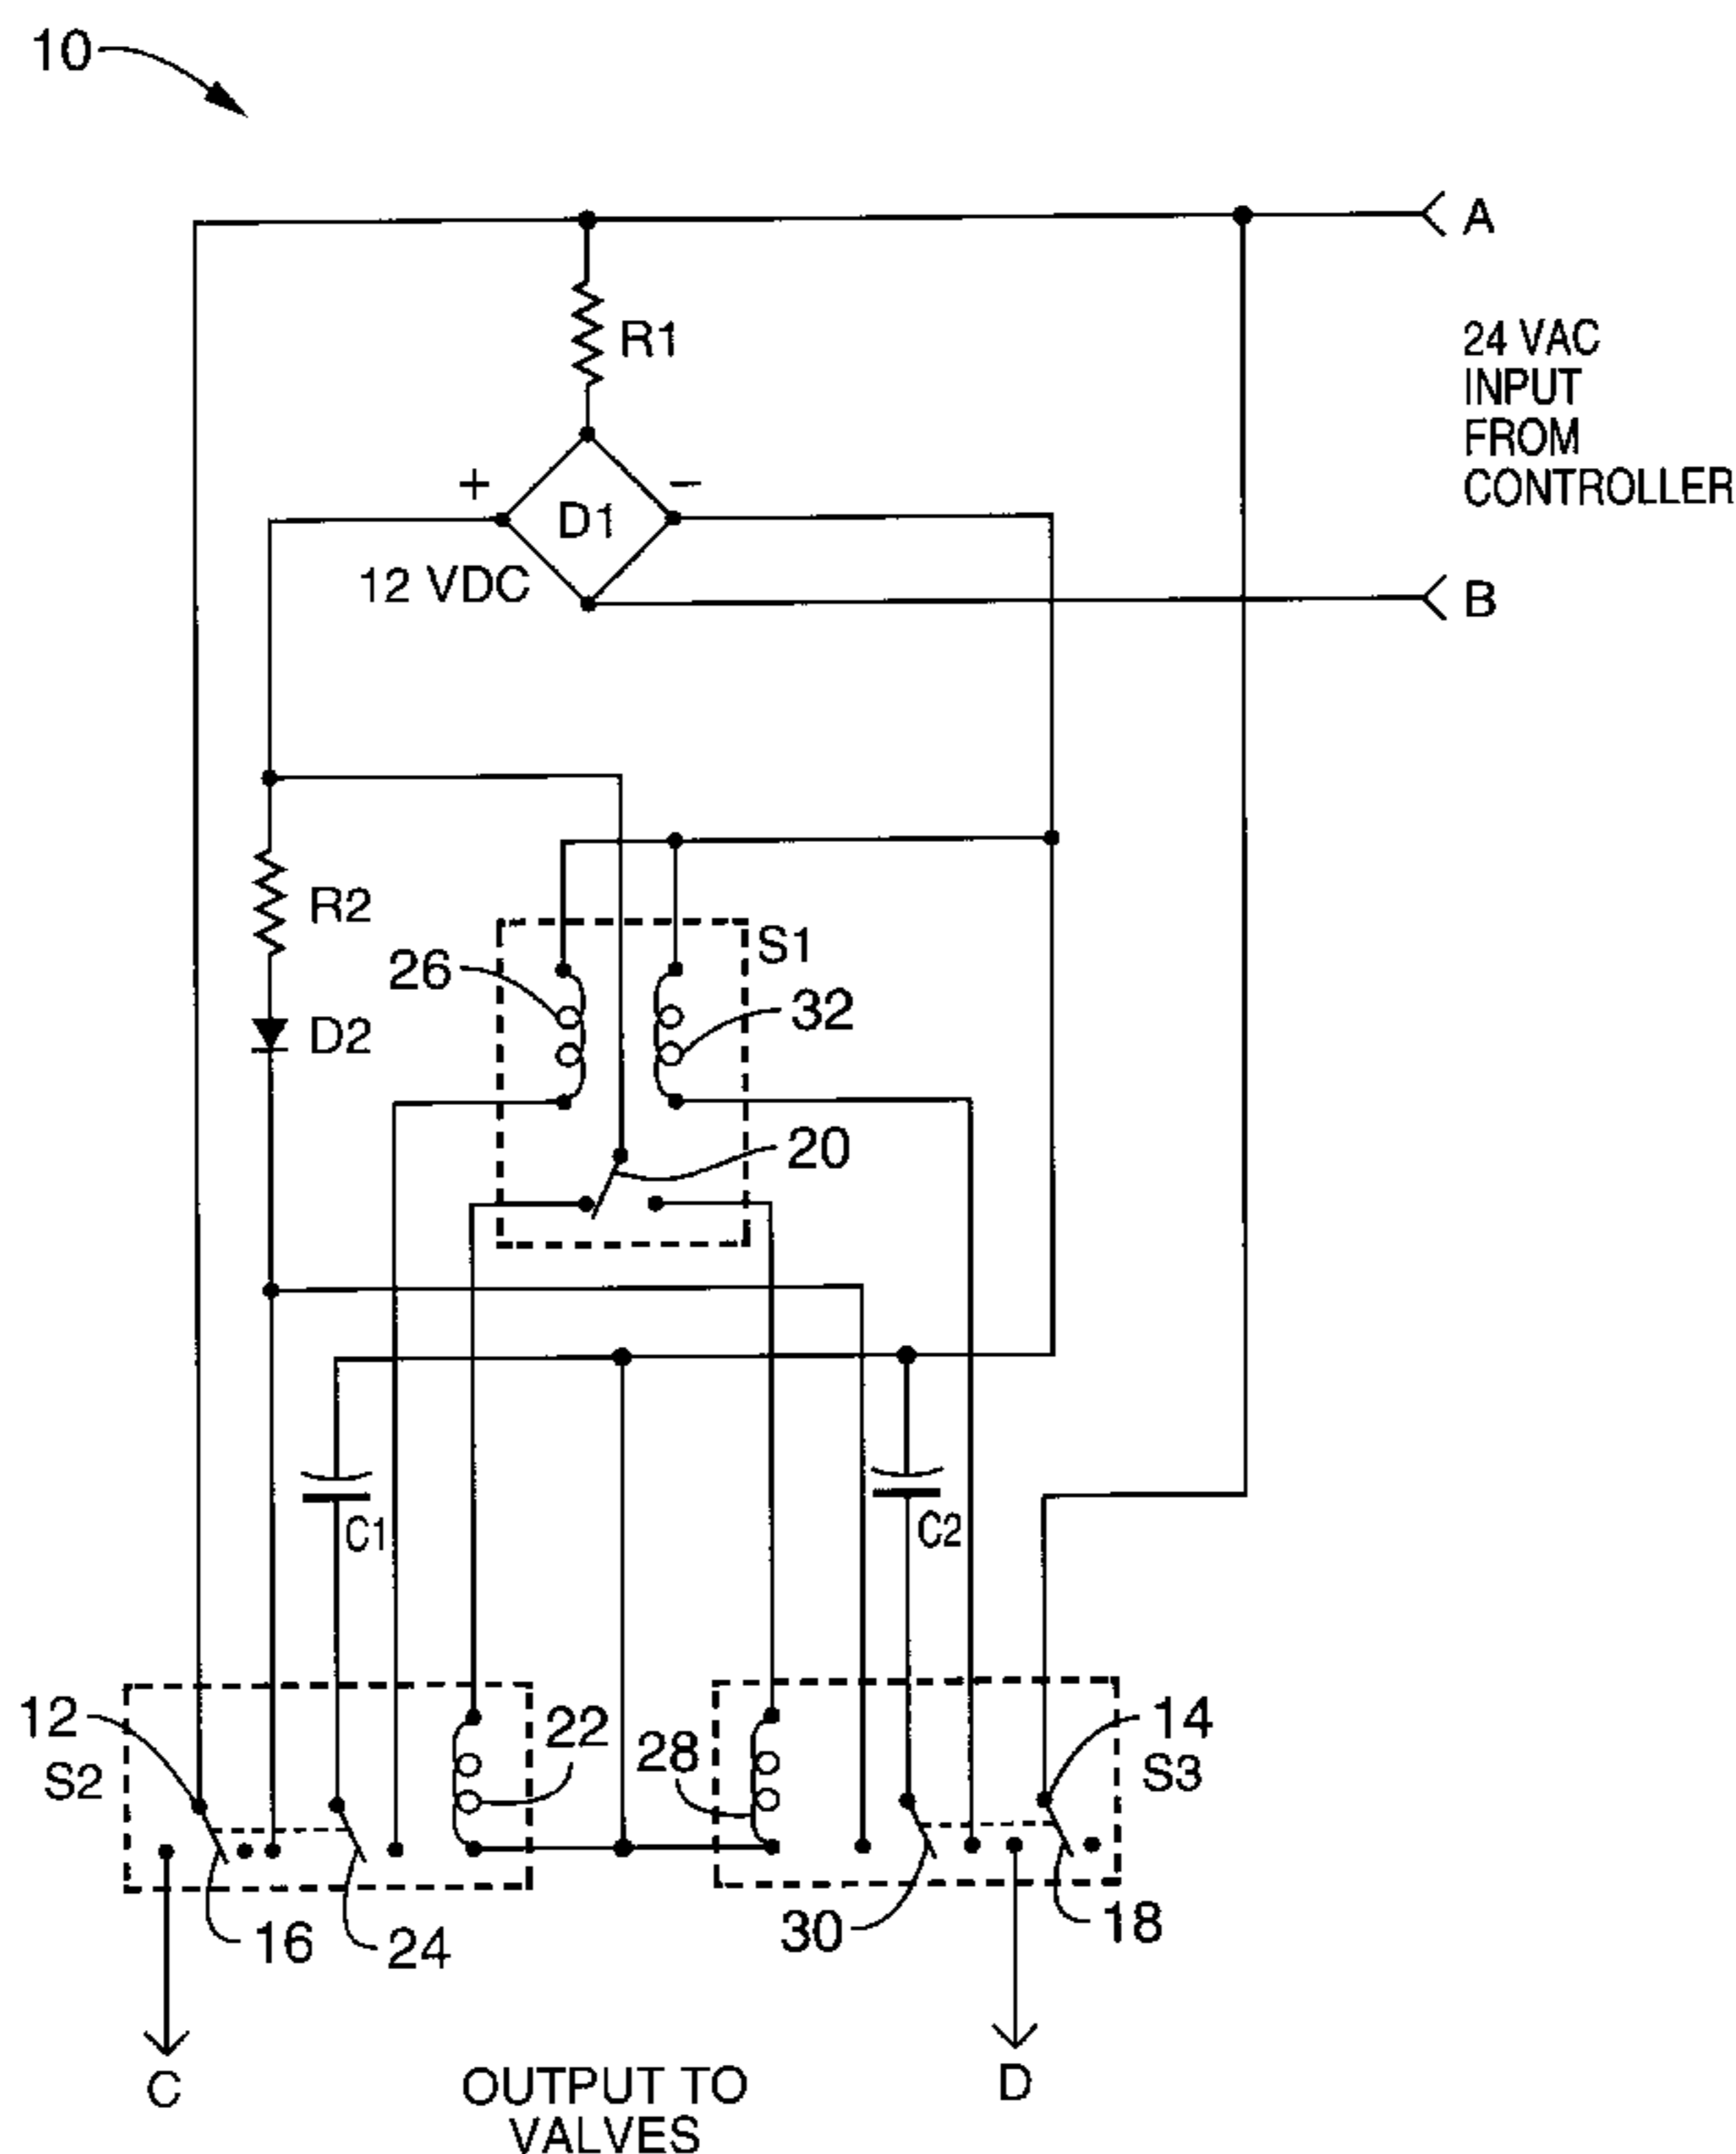 10
A
R1
24 VAC
INPUT
FROM
CONTROLLER
+
−
D1
12 VDC
B
R2
S1
26
32
D2
20
C1
C2
12
22
28
14
S2
S3
16
24
30
18
C
OUTPUT TO
VALVES
D